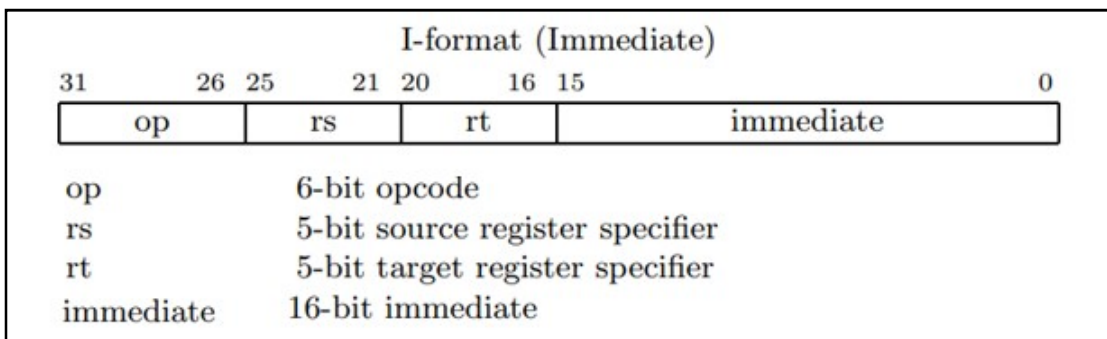 I-format (Immediate)
31 26 25 21 20 16 15 0
op rs rt immediate
op 6-bit opcode
rs 5-bit source register specifier
rt 5-bit target register specifier
immediate 16-bit immediate